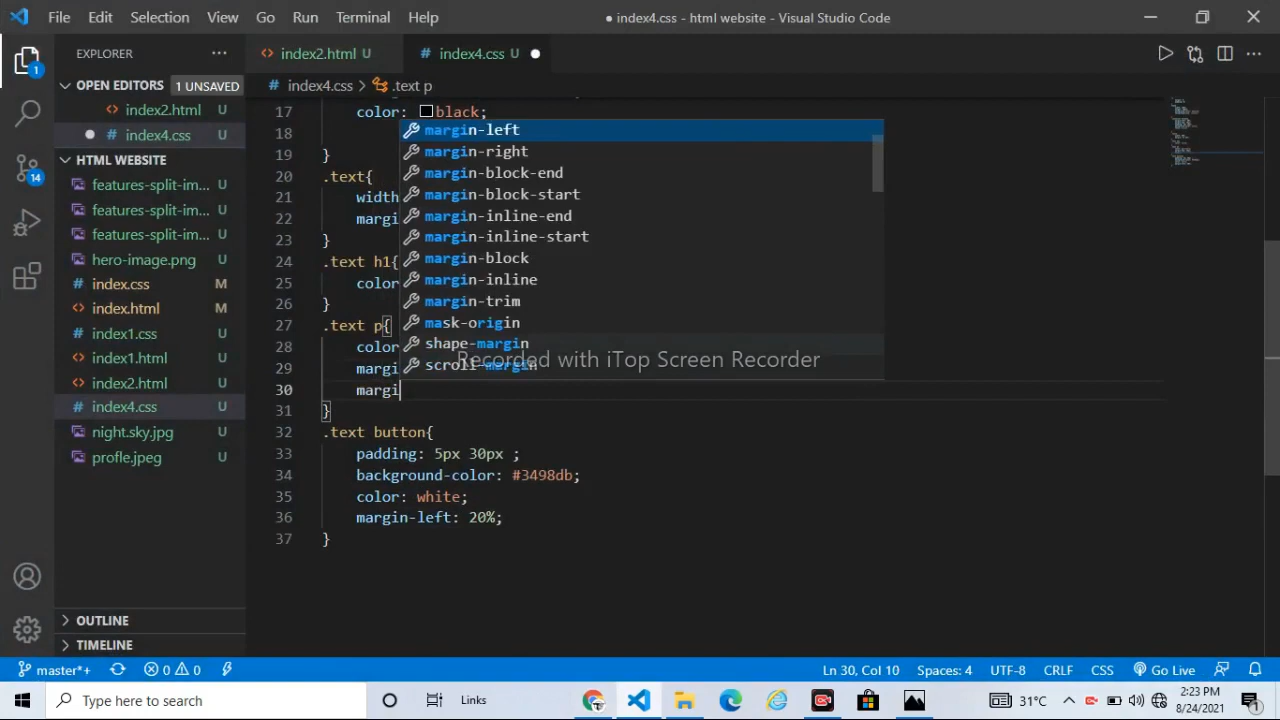 File Edit Selection View Go Run Terminal Help
● index4.css - html website - Visual Studio Code
EXPLORER ···
index2.html U
# index4.css U ●
OPEN EDITORS 1 UNSAVED
# index4.css > .text p
index2.html U
# index4.css U
HTML WEBSITE
features-split-im... U
features-split-im... U
features-split-im... U
hero-image.png U
# index.css M
index.html M
# index1.css U
index1.html U
index2.html U
# index4.css U
night.sky.jpg U
profle.jpeg U
OUTLINE
TIMELINE
1
14
17 color: black;
18
19 }
20 .text{
21 width
22 margi
23 }
24 .text h1{
25 color
26 }
27 .text p{
28 color
29 margi
30 margi
31 }
32 .text button{
33 padding: 5px 30px ;
34 background-color: #3498db;
35 color: white;
36 margin-left: 20%;
37 }
margin-left
margin-right
margin-block-end
margin-block-start
margin-inline-end
margin-inline-start
margin-block
margin-inline
margin-trim
mask-origin
shape-margin
scroll-margin
Recorded with iTop Screen Recorder
master*+ 0 0
Ln 30, Col 10 Spaces: 4 UTF-8 CRLF CSS Go Live
Type here to search
Links
31°C
2:23 PM
8/24/2021
1